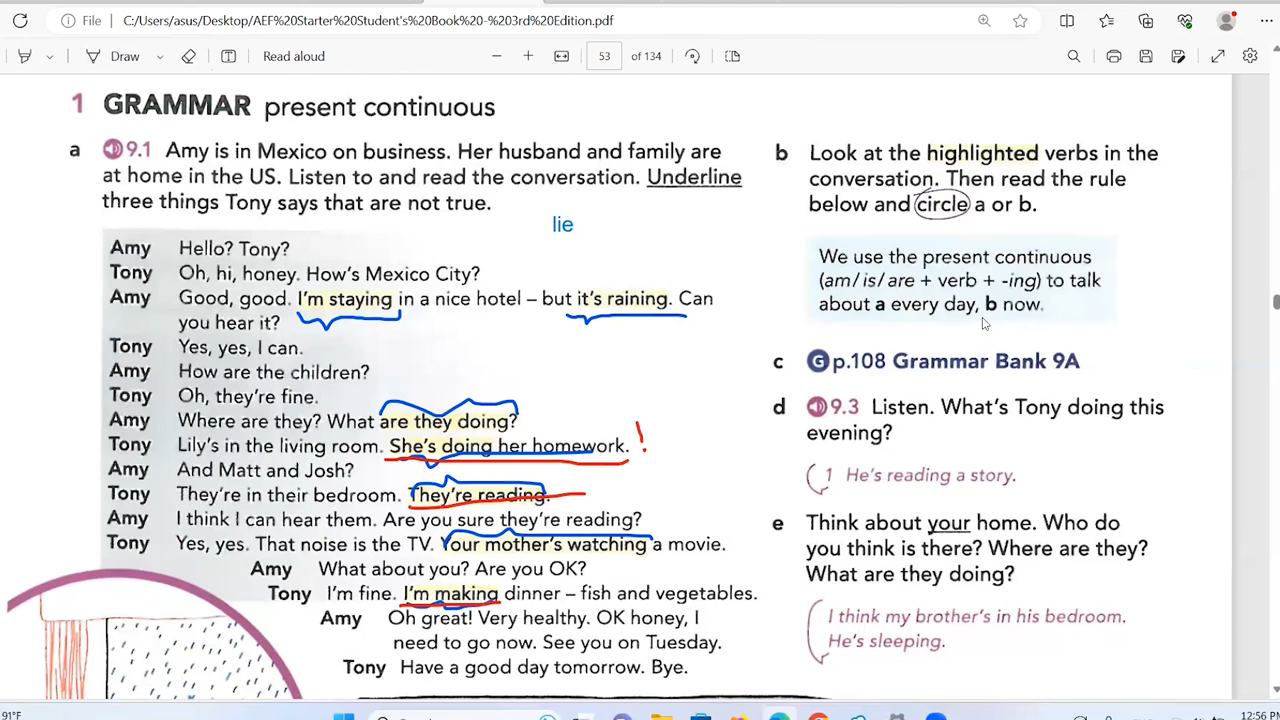 File
C:/Users/asus/Desktop/AEF%20Starter%20Student's%20Book%20-%203rd%20Edition.pdf
Draw
Read aloud
53 of 134
1 GRAMMAR present continuous
a 9.1 Amy is in Mexico on business. Her husband and family are
at home in the US. Listen to and read the conversation. Underline
three things Tony says that are not true.
lie
Amy Hello? Tony?
Tony Oh, hi, honey. How's Mexico City?
Amy Good, good. I'm staying in a nice hotel – but it's raining. Can
you hear it?
Tony Yes, yes, I can.
Amy How are the children?
Tony Oh, they're fine.
Amy Where are they? What are they doing?
Tony Lily's in the living room. She's doing her homework. !
Amy And Matt and Josh?
Tony They're in their bedroom. They're reading.
Amy I think I can hear them. Are you sure they're reading?
Tony Yes, yes. That noise is the TV. Your mother's watching a movie.
Amy What about you? Are you OK?
Tony I'm fine. I'm making dinner – fish and vegetables.
Amy Oh great! Very healthy. OK honey, I
need to go now. See you on Tuesday.
Tony Have a good day tomorrow. Bye.
b Look at the highlighted verbs in the
conversation. Then read the rule
below and circle a or b.
We use the present continuous
(am / is / are + verb + -ing) to talk
about a every day, b now.
c G p.108 Grammar Bank 9A
d 9.3 Listen. What's Tony doing this
evening?
1 He's reading a story.
e Think about your home. Who do
you think is there? Where are they?
What are they doing?
I think my brother's in his bedroom.
He's sleeping.
91°F
12:56 PM